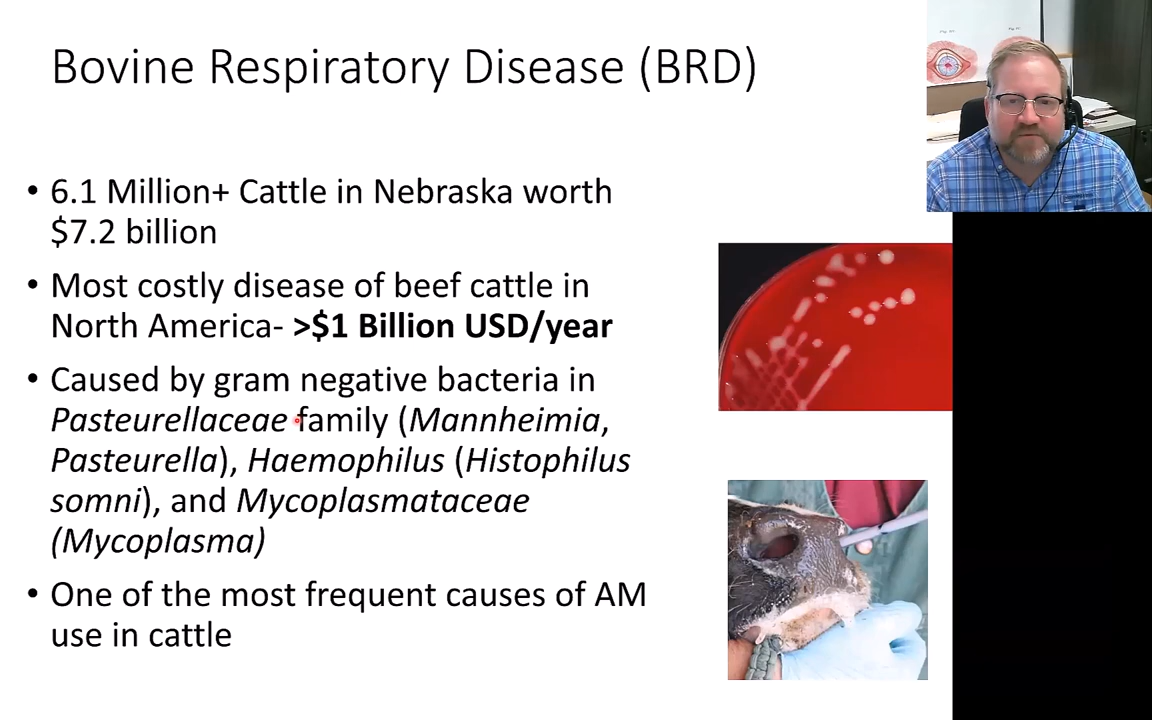 Bovine Respiratory Disease (BRD)
• 6.1 Million+ Cattle in Nebraska worth
$7.2 billion
• Most costly disease of beef cattle in
North America- >$1 Billion USD/year
• Caused by gram negative bacteria in
Pasteurellaceae family (Mannheimia,
Pasteurella), Haemophilus (Histophilus
somni), and Mycoplasmataceae
(Mycoplasma)
• One of the most frequent causes of AM
use in cattle